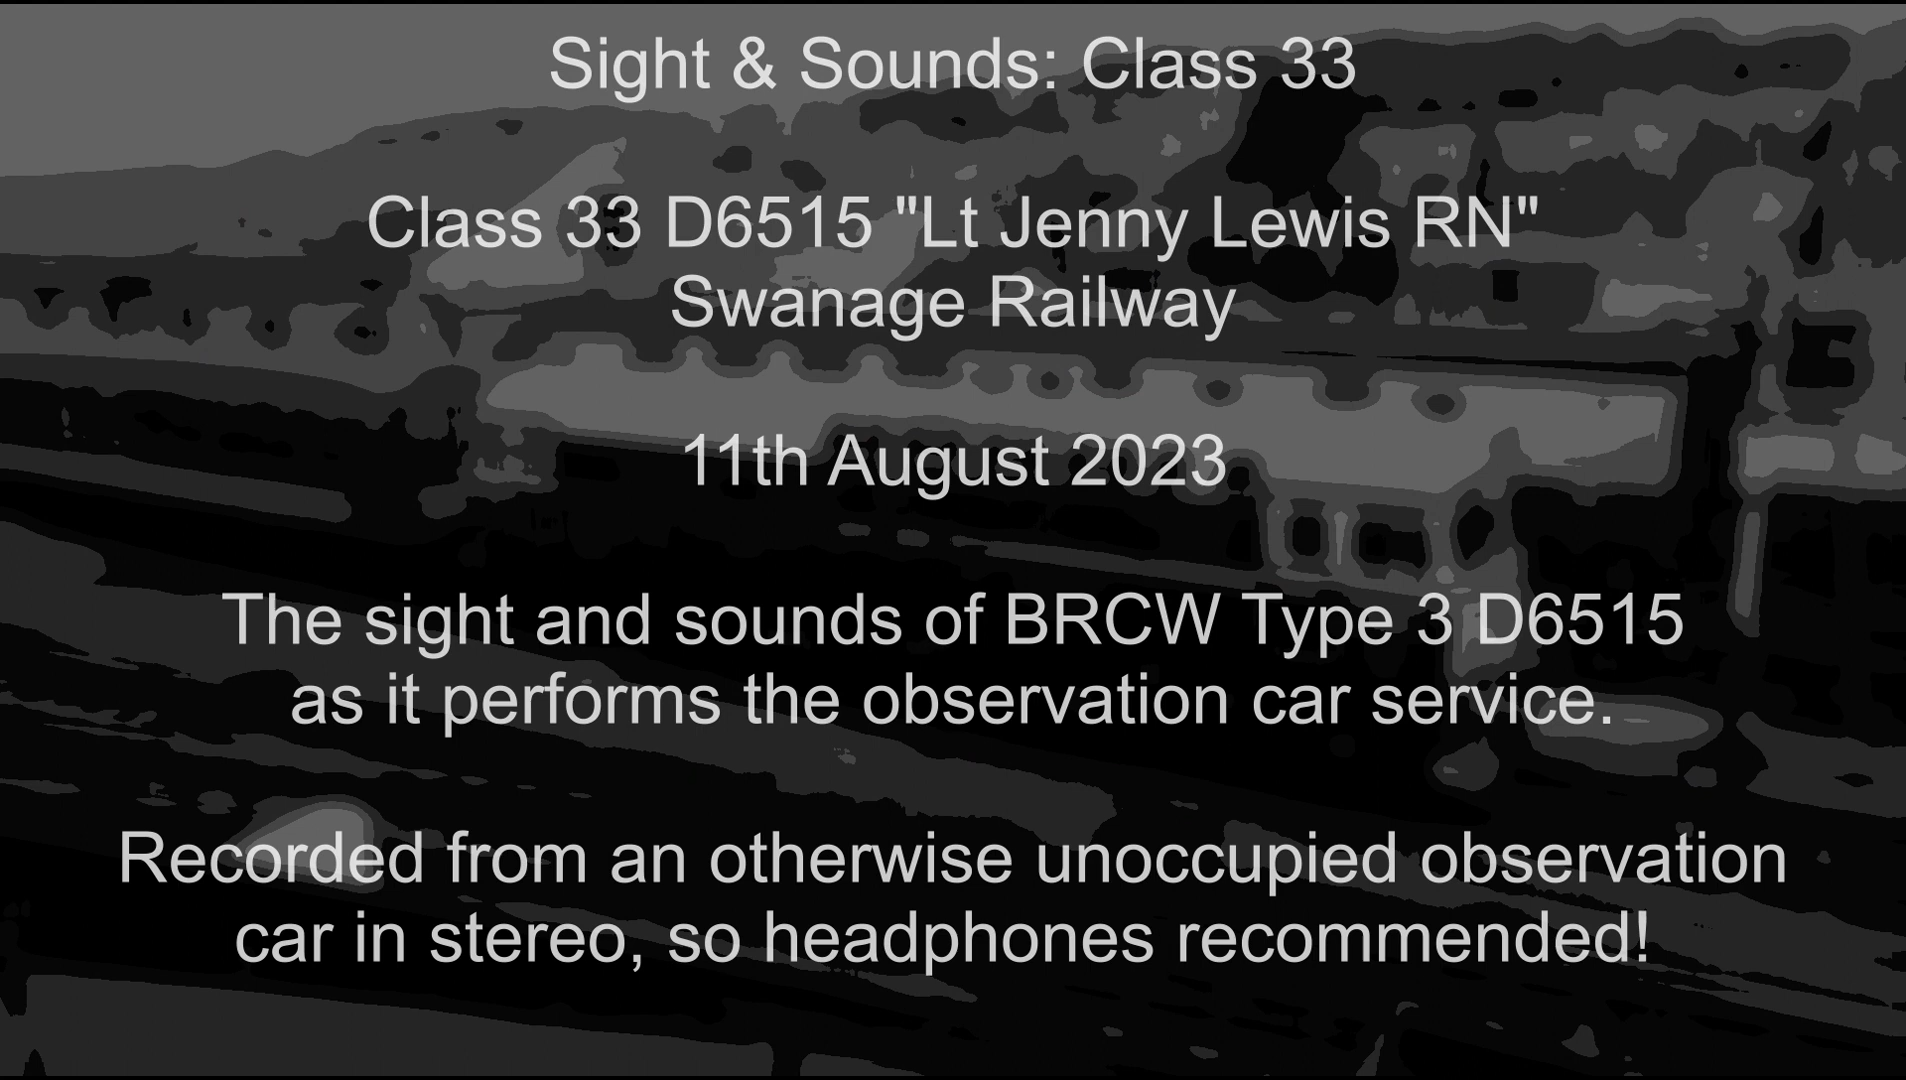 Sight & Sounds: Class 33
Class 33 D6515 "Lt Jenny Lewis RN"
Swanage Railway
11th August 2023
The sight and sounds of BRCW Type 3 D6515
as it performs the observation car service.
Recorded from an otherwise unoccupied observation
car in stereo, so headphones recommended!